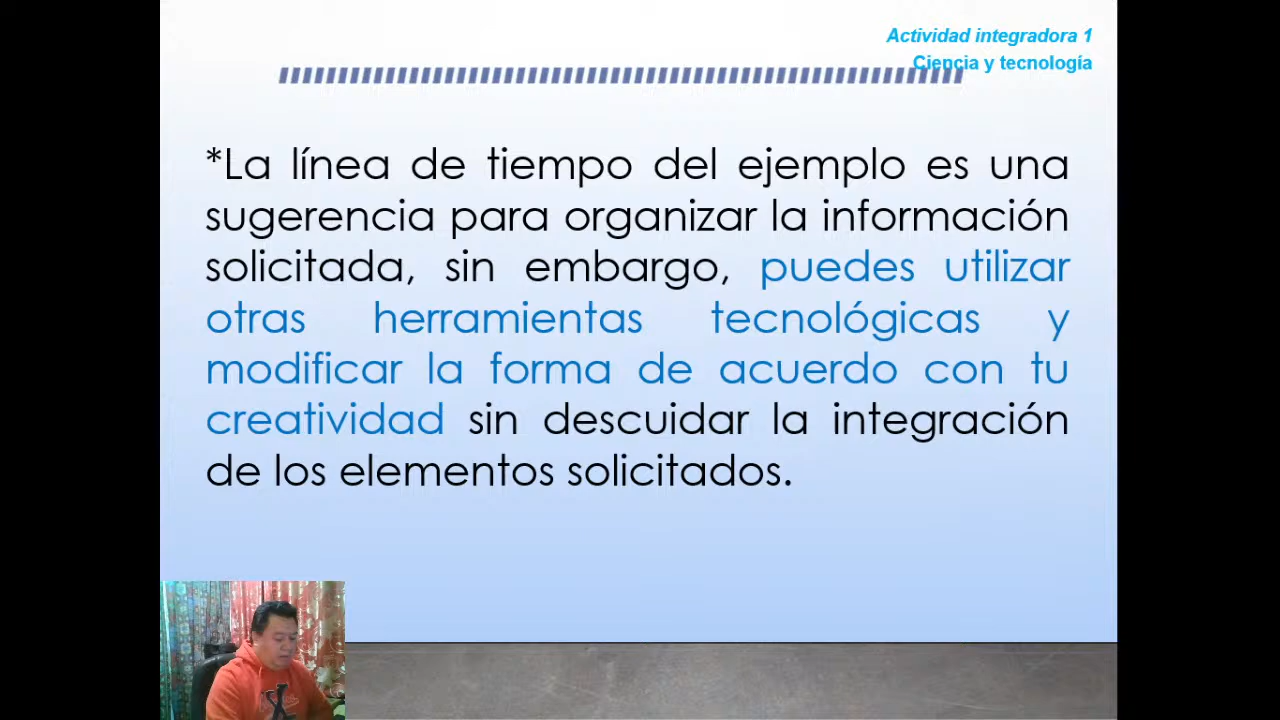 Actividad integradora 1
Ciencia y tecnología
*La línea de tiempo del ejemplo es una
sugerencia para organizar la información
solicitada, sin embargo, puedes utilizar
otras herramientas tecnológicas y
modificar la forma de acuerdo con tu
creatividad sin descuidar la integración
de los elementos solicitados.